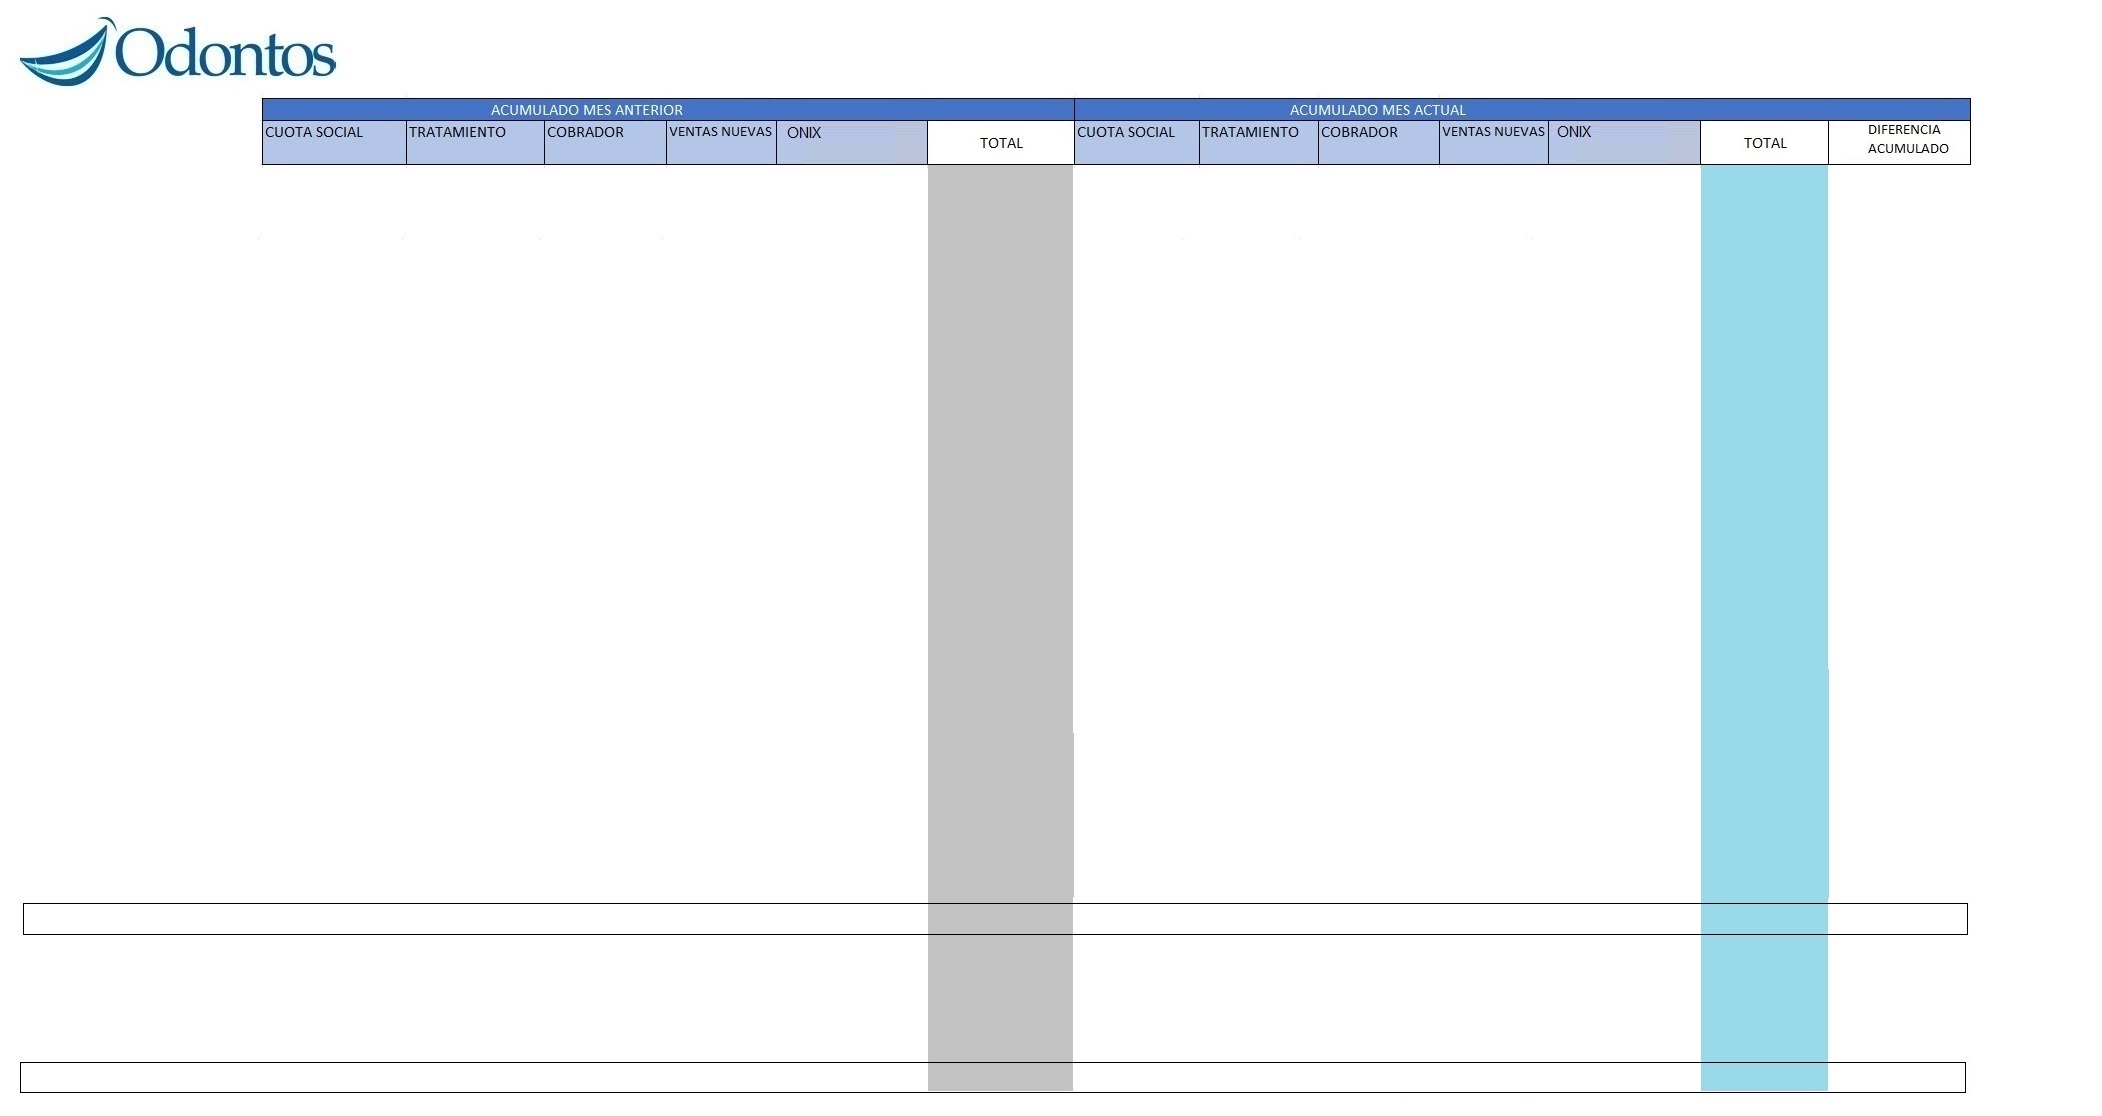 Odontos
ACUMULADO MES ANTERIOR ACUMULADO MES ACTUAL
CUOTA SOCIAL TRATAMIENTO COBRADOR VENTAS NUEVAS ONIX TOTAL CUOTA SOCIAL TRATAMIENTO COBRADOR VENTAS NUEVAS ONIX TOTAL DIFERENCIA
ACUMULADO